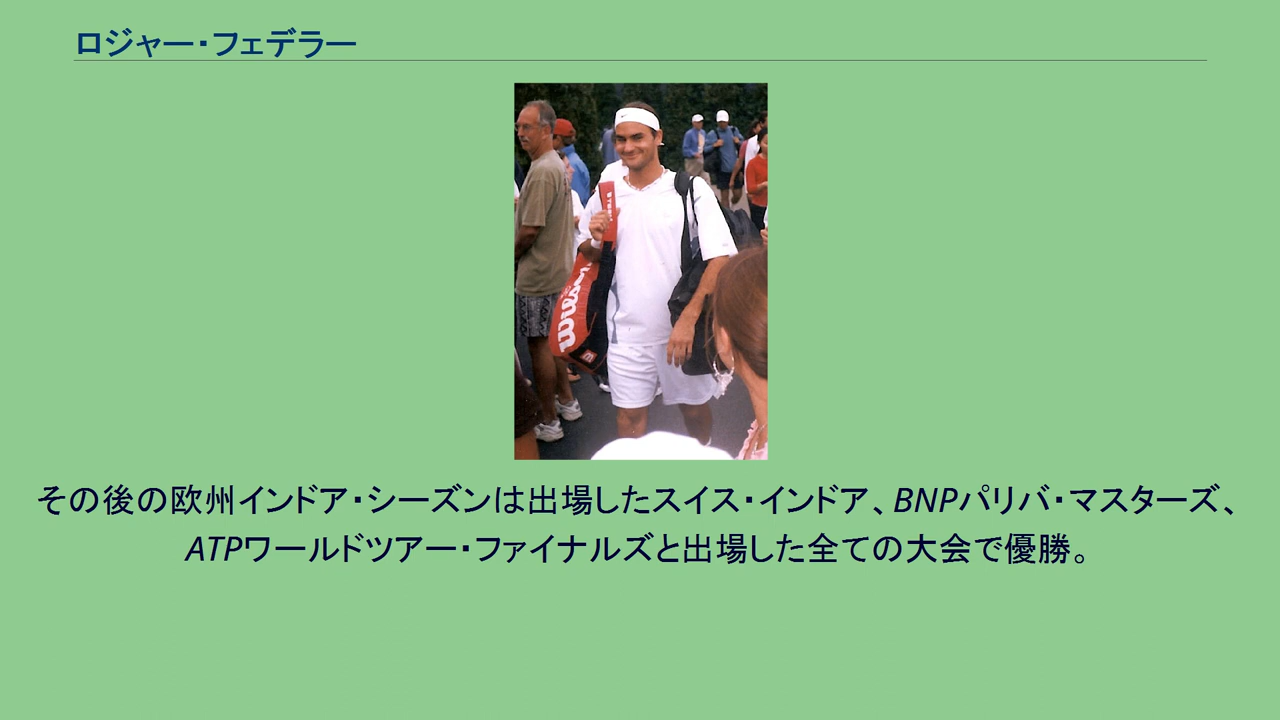 ロジャー・フェデラー
Wilson
その後の欧州インドア・シーズンは出場したスイス・インドア、BNPパリバ・マスターズ、
ATPワールドツアー・ファイナルズと出場した全ての大会で優勝。